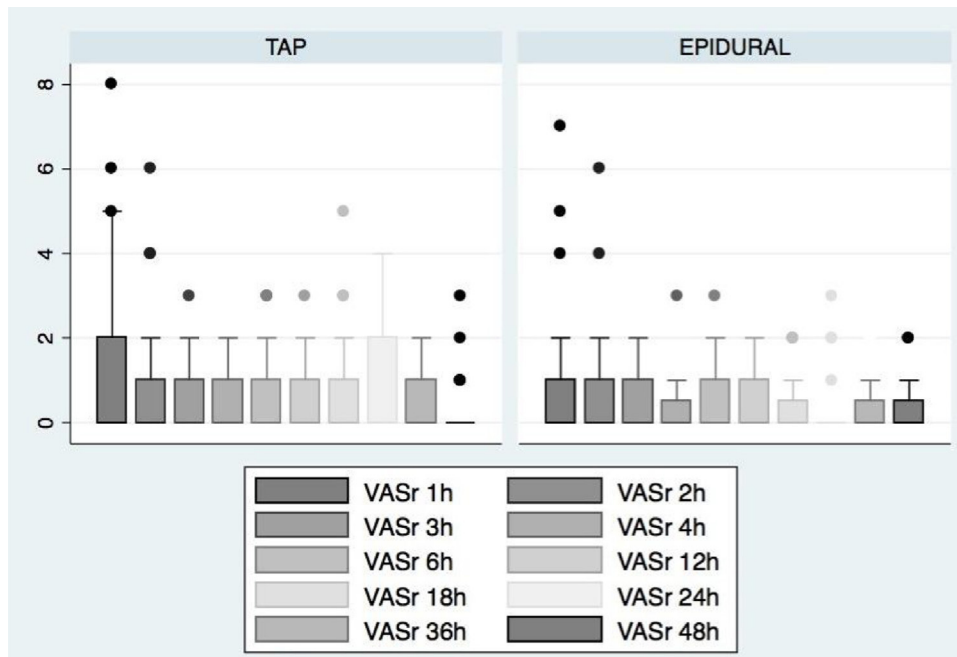 TAP EPIDURAL
8
6
4
2
0
VASr 1h VASr 2h
VASr 3h VASr 4h
VASr 6h VASr 12h
VASr 18h VASr 24h
VASr 36h VASr 48h